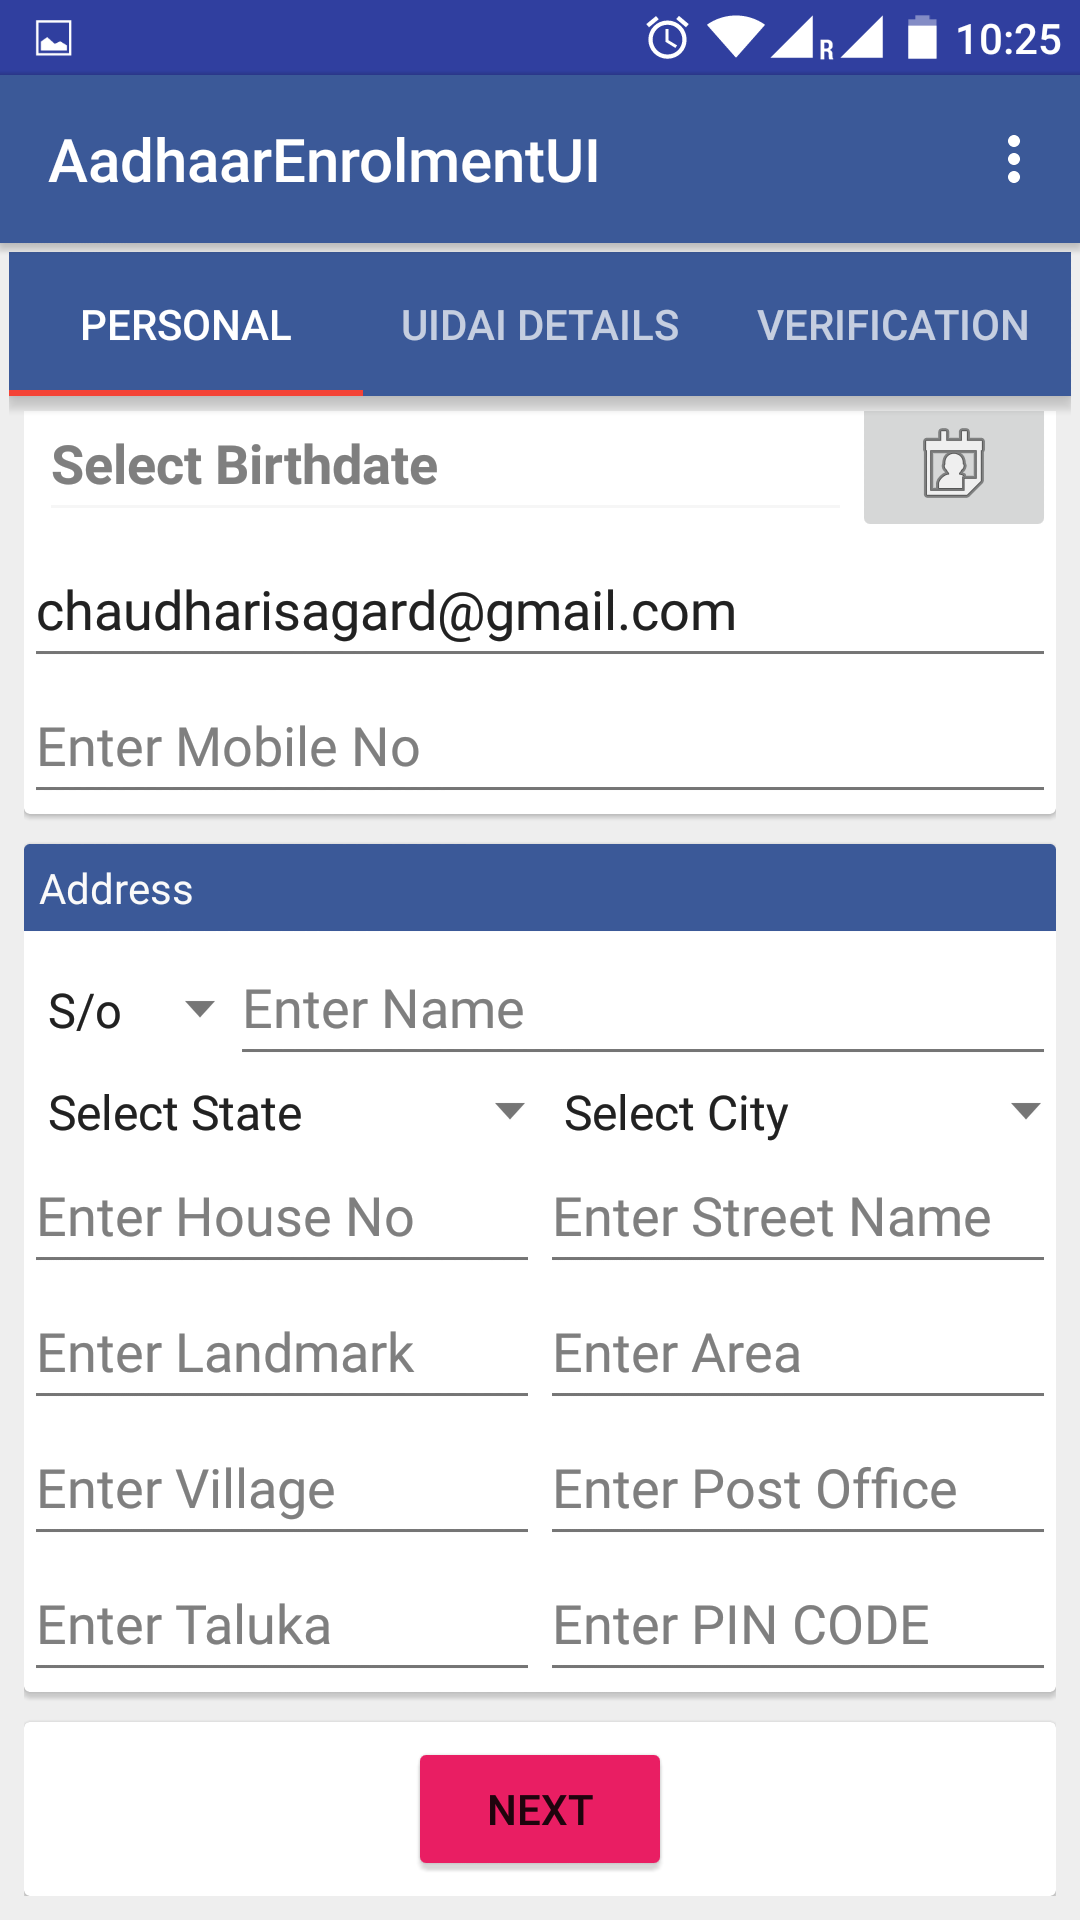 R 10:25
AadhaarEnrolmentUI
PERSONAL UIDAI DETAILS VERIFICATION
Select Birthdate
chaudharisagard@gmail.com
Enter Mobile No
Address
S/o Enter Name
Select State Select City
Enter House No Enter Street Name
Enter Landmark Enter Area
Enter Village Enter Post Office
Enter Taluka Enter PIN CODE
NEXT